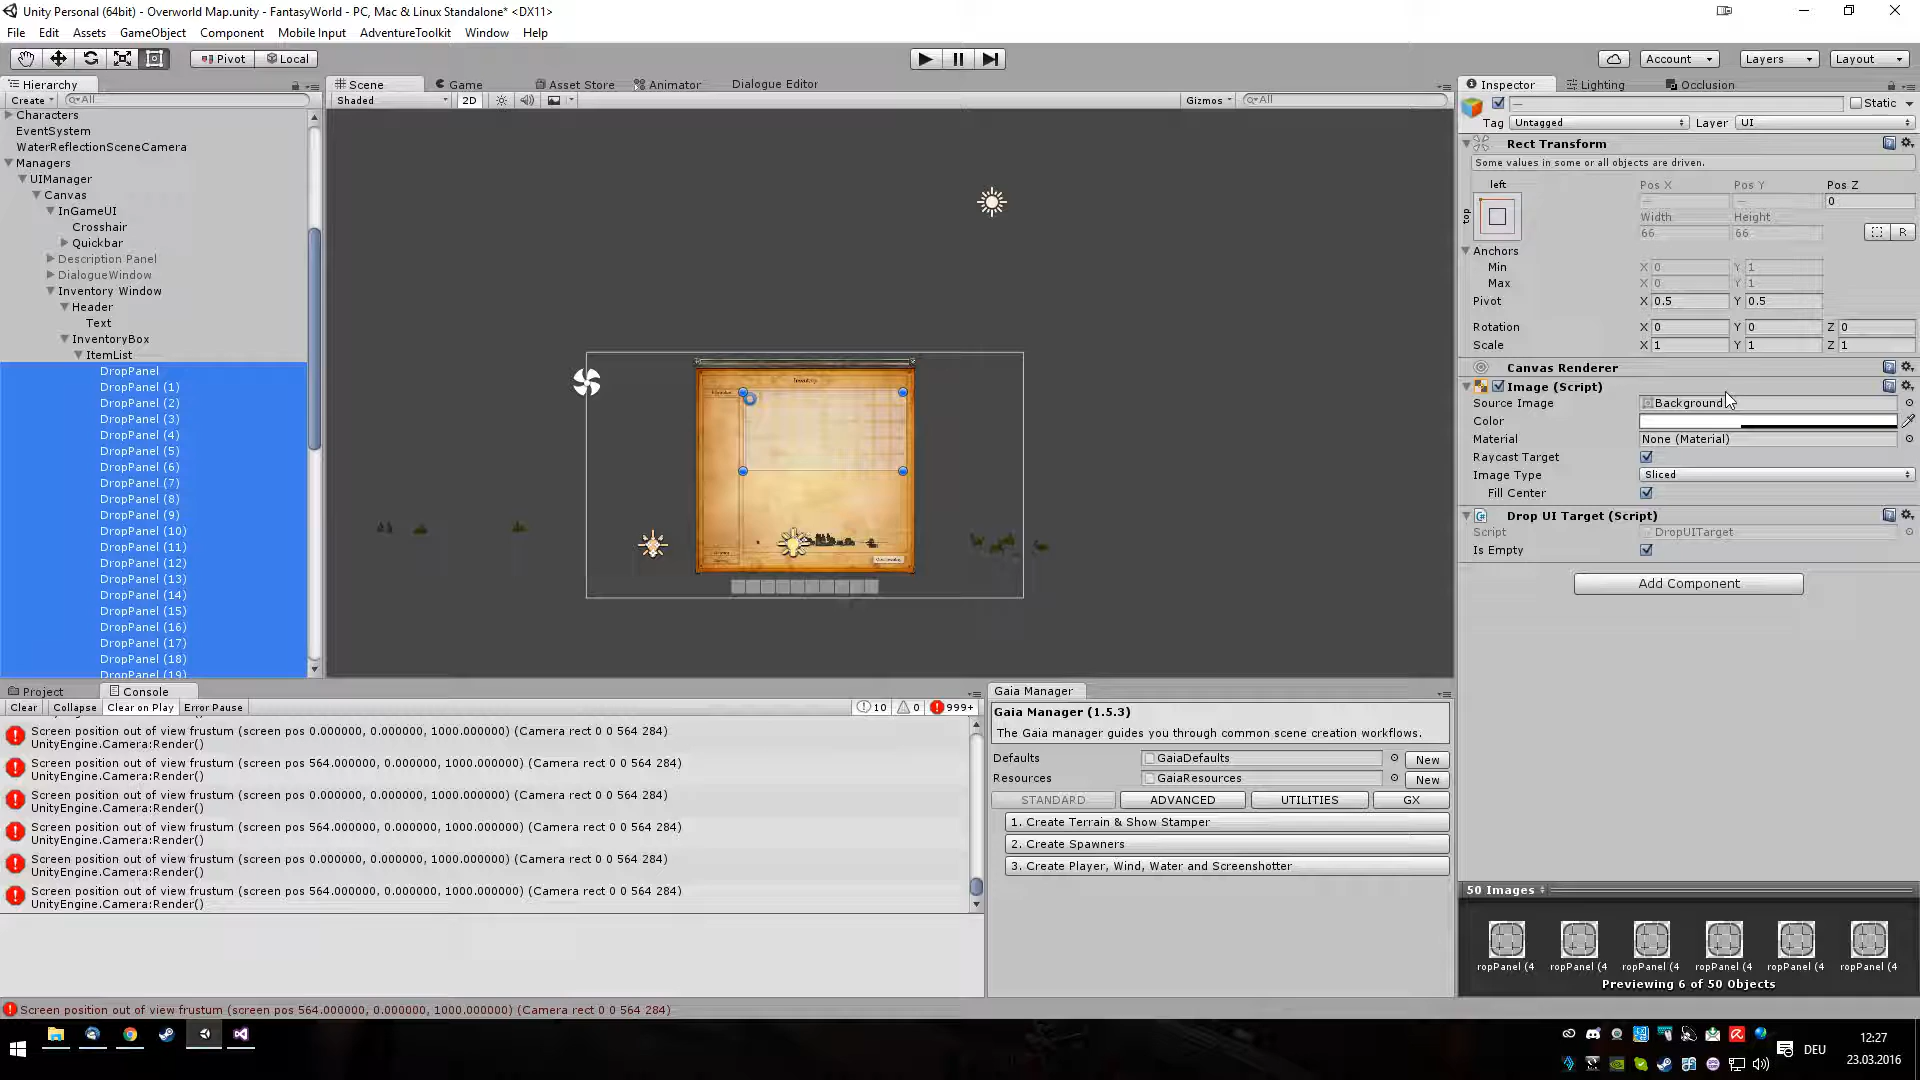 Unity Personal (64bit) - Overworld Map.unity - FantasyWorld - PC, Mac & Linux Standalone* <DX11>
File Edit Assets GameObject Component Mobile Input AdventureToolkit Window Help
Pivot Local Account Layers Layout
Hierarchy
Create All
Characters
EventSystem
WaterReflectionSceneCamera
Managers
UIManager
Canvas
InGameUI
Crosshair
Quickbar
Description Panel
DialogueWindow
Inventory Window
Header
Text
InventoryBox
ItemList
DropPanel
DropPanel (1)
DropPanel (2)
DropPanel (3)
DropPanel (4)
DropPanel (5)
DropPanel (6)
DropPanel (7)
DropPanel (8)
DropPanel (9)
DropPanel (10)
DropPanel (11)
DropPanel (12)
DropPanel (13)
DropPanel (14)
DropPanel (15)
DropPanel (16)
DropPanel (17)
DropPanel (18)
DropPanel (19)
Scene Game Asset Store Animator Dialogue Editor
Shaded 2D Gizmos All
Inventory
Inspector Lighting Occlusion
Static
Tag Untagged Layer UI
Rect Transform
Some values in some or all objects are driven.
left Pos X Pos Y Pos Z
top — — 0
Width Height
66 66 R
Anchors
Min X 0 Y 1
Max X 0 Y 1
Pivot X 0.5 Y 0.5
Rotation X 0 Y 0 Z 0
Scale X 1 Y 1 Z 1
Canvas Renderer
Image (Script)
Source Image Background
Color
Material None (Material)
Raycast Target
Image Type Sliced
Fill Center
Drop UI Target (Script)
Script DropUITarget
Is Empty
Add Component
50 Images
ropPanel (4 ropPanel (4 ropPanel (4 ropPanel (4 ropPanel (4 ropPanel (4
Previewing 6 of 50 Objects
Project Console
Clear Collapse Clear on Play Error Pause 10 0 999+
Screen position out of view frustum (screen pos 0.000000, 0.000000, 1000.000000) (Camera rect 0 0 564 284)
UnityEngine.Camera:Render()
Screen position out of view frustum (screen pos 564.000000, 0.000000, 1000.000000) (Camera rect 0 0 564 284)
UnityEngine.Camera:Render()
Screen position out of view frustum (screen pos 0.000000, 0.000000, 1000.000000) (Camera rect 0 0 564 284)
UnityEngine.Camera:Render()
Screen position out of view frustum (screen pos 564.000000, 0.000000, 1000.000000) (Camera rect 0 0 564 284)
UnityEngine.Camera:Render()
Screen position out of view frustum (screen pos 0.000000, 0.000000, 1000.000000) (Camera rect 0 0 564 284)
UnityEngine.Camera:Render()
Screen position out of view frustum (screen pos 564.000000, 0.000000, 1000.000000) (Camera rect 0 0 564 284)
UnityEngine.Camera:Render()
Gaia Manager
Gaia Manager (1.5.3)
The Gaia manager guides you through common scene creation workflows.
Defaults GaiaDefaults New
Resources GaiaResources New
STANDARD ADVANCED UTILITIES GX
1. Create Terrain & Show Stamper
2. Create Spawners
3. Create Player, Wind, Water and Screenshotter
Screen position out of view frustum (screen pos 564.000000, 0.000000, 1000.000000) (Camera rect 0 0 564 284)
DEU
12:27
23.03.2016